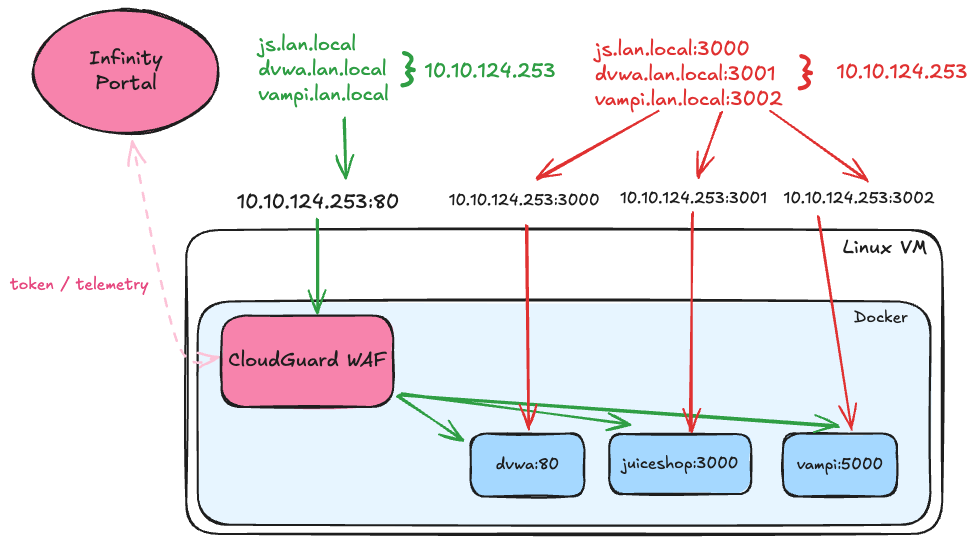 Infinity
Portal
js.lan.local
dvwa.lan.local
vampi.lan.local
10.10.124.253
js.lan.local:3000
dvwa.lan.local:3001
vampi.lan.local:3002
10.10.124.253
10.10.124.253:80
10.10.124.253:3000
10.10.124.253:3001
10.10.124.253:3002
Linux VM
token / telemetry
Docker
CloudGuard WAF
dvwa:80
juiceshop:3000
vampi:5000